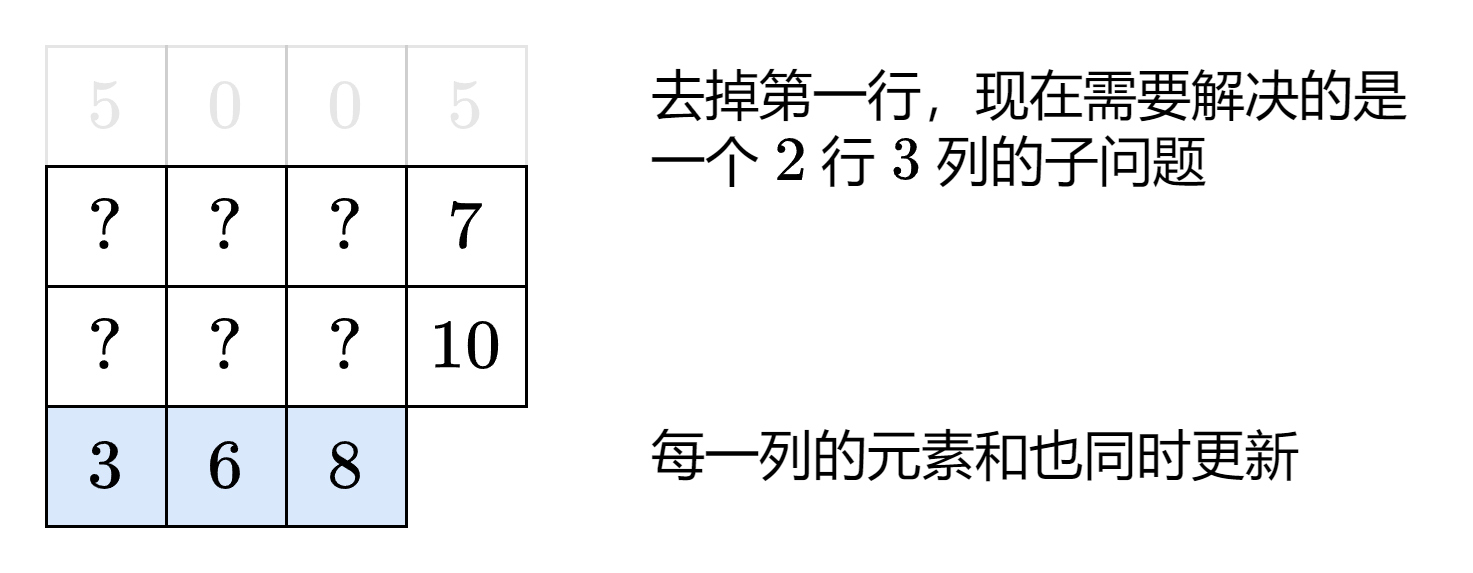 5 0 0 5
去掉第一行，现在需要解决的是
一个 2 行 3 列的子问题
? ? ? 7
? ? ? 10
3 6 8
每一列的元素和也同时更新